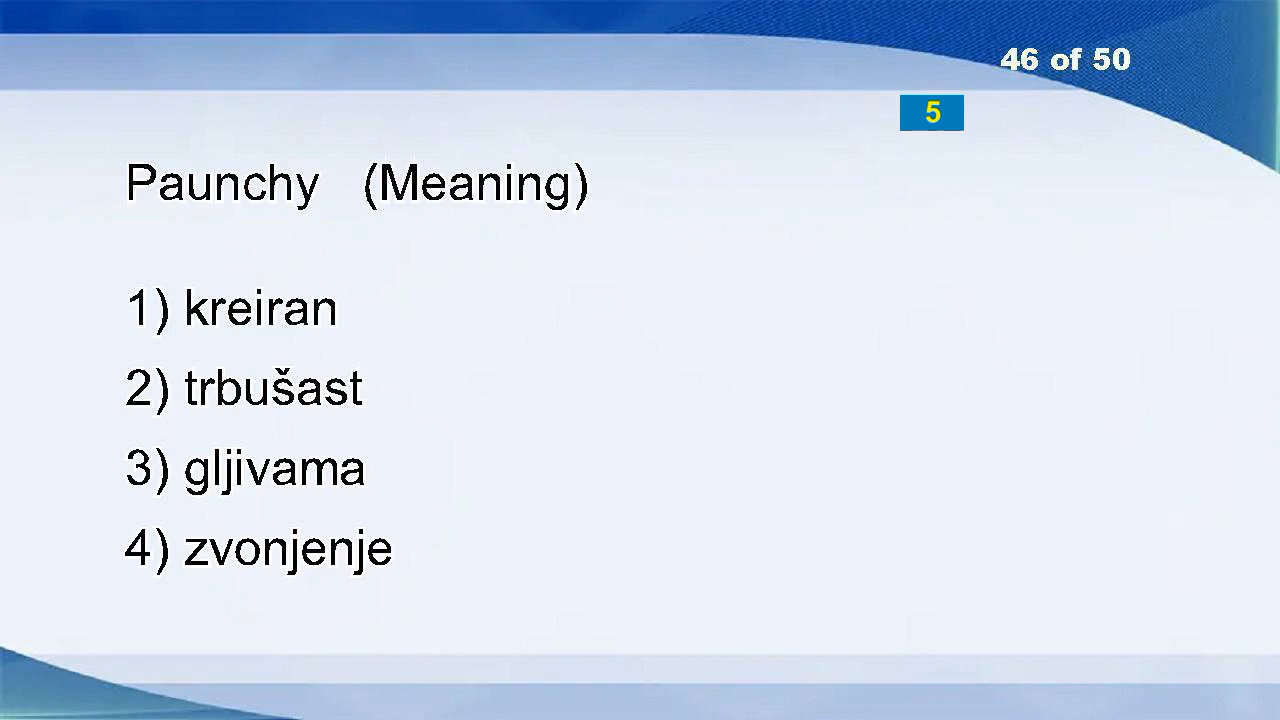 46 of 50
5
Paunchy (Meaning)
1) kreiran
2) trbušast
3) gljivama
4) zvonjenje